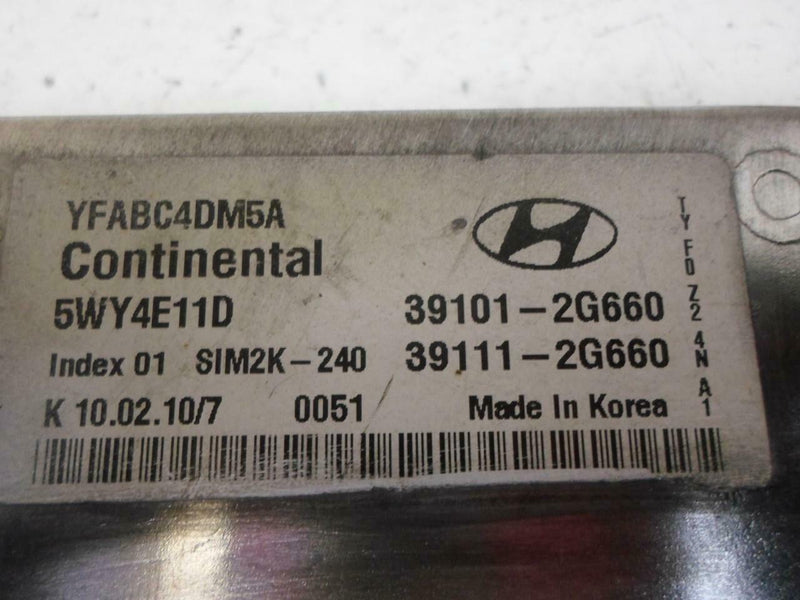 YFABC4DM5A
Continental
5WY4E11D
39101-2G660
Index 01 SIM2K-240
39111-2G660
K 10.02.10/7 0051
Made In Korea
TY F0 Z2 4N A1